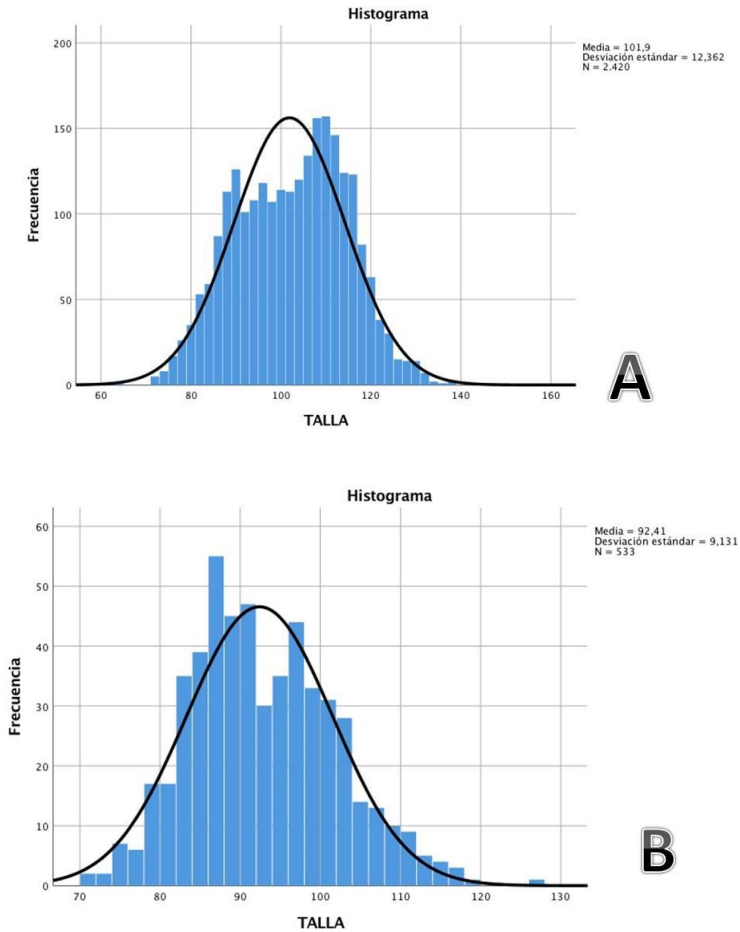 Histograma
Media = 101,9
Desviación estándar = 12,362
N = 2.420
200
150
100
50
0
Frecuencia
60 80 100 120 140 160
TALLA
A
Histograma
Media = 92,41
Desviación estándar = 9,131
N = 533
60
50
40
30
20
10
0
Frecuencia
70 80 90 100 110 120 130
TALLA
B